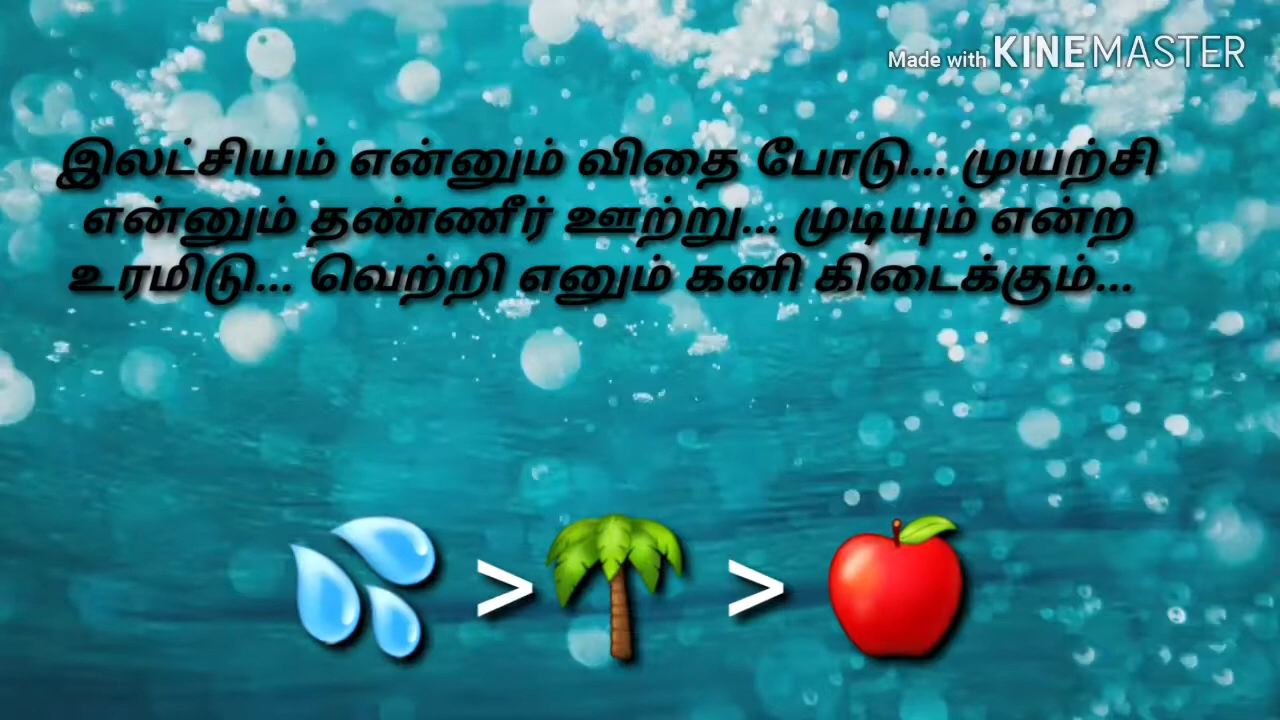 Made with KINEMASTER
இலட்சியம் என்னும் விதை போடு... முயற்சி
என்னும் தண்ணீர் ஊற்று... முடியும் என்ற
உரமிடு... வெற்றி எனும் கனி கிடைக்கும்...
> >